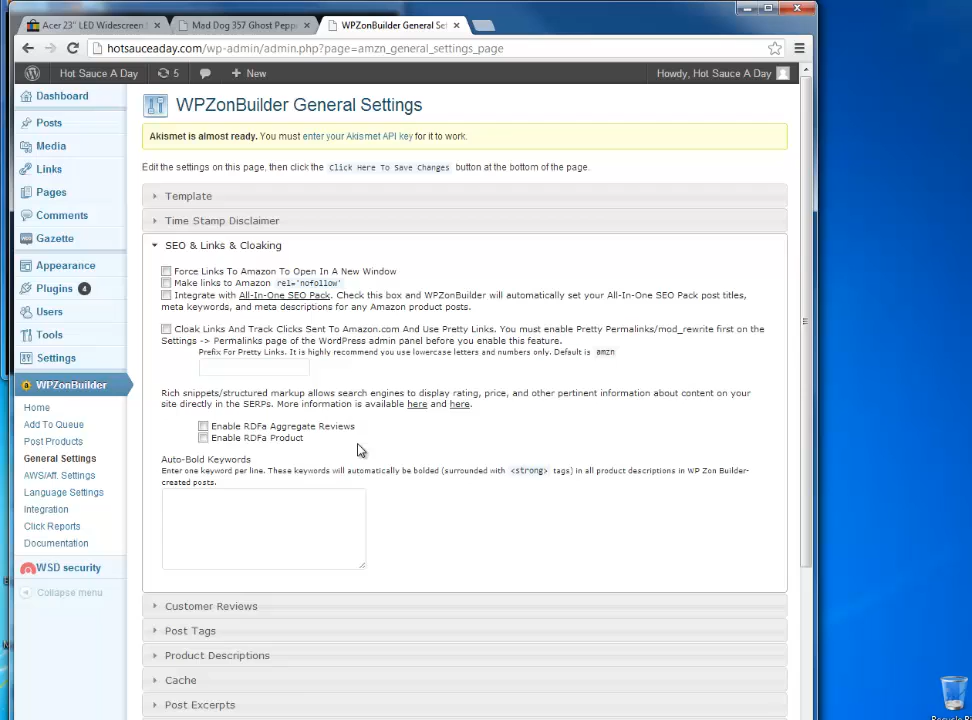 Acer 23" LED Widescreen
Mad Dog 357 Ghost Pepp
WPZonBuilder General Set
hotsauceaday.com/wp-admin/admin.php?page=amzn_general_settings_page
Hot Sauce A Day
5
New
Howdy, Hot Sauce A Day
Dashboard
Posts
Media
Links
Pages
Comments
Gazette
Appearance
Plugins 4
Users
Tools
Settings
WPZonBuilder
Home
Add To Queue
Post Products
General Settings
AWS/Aff. Settings
Language Settings
Integration
Click Reports
Documentation
WSD security
Collapse menu
WPZonBuilder General Settings
Akismet is almost ready. You must enter your Akismet API key for it to work.
Edit the settings on this page, then click the Click Here To Save Changes button at the bottom of the page.
Template
Time Stamp Disclaimer
SEO & Links & Cloaking
Force Links To Amazon To Open In A New Window
Make links to Amazon rel='nofollow'
Integrate with All-In-One SEO Pack. Check this box and WPZonBuilder will automatically set your All-In-One SEO Pack post titles,
meta keywords, and meta descriptions for any Amazon product posts.
Cloak Links And Track Clicks Sent To Amazon.com And Use Pretty Links. You must enable Pretty Permalinks/mod_rewrite first on the
Settings -> Permalinks page of the WordPress admin panel before you enable this feature.
Prefix For Pretty Links. It is highly recommend you use lowercase letters and numbers only. Default is amzn
Rich snippets/structured markup allows search engines to display rating, price, and other pertinent information about content on your
site directly in the SERPs. More information is available here and here.
Enable RDFa Aggregate Reviews
Enable RDFa Product
Auto-Bold Keywords
Enter one keyword per line. These keywords will automatically be bolded (surrounded with <strong> tags) in all product descriptions in WP Zon Builder-
created posts.
Customer Reviews
Post Tags
Product Descriptions
Cache
Post Excerpts